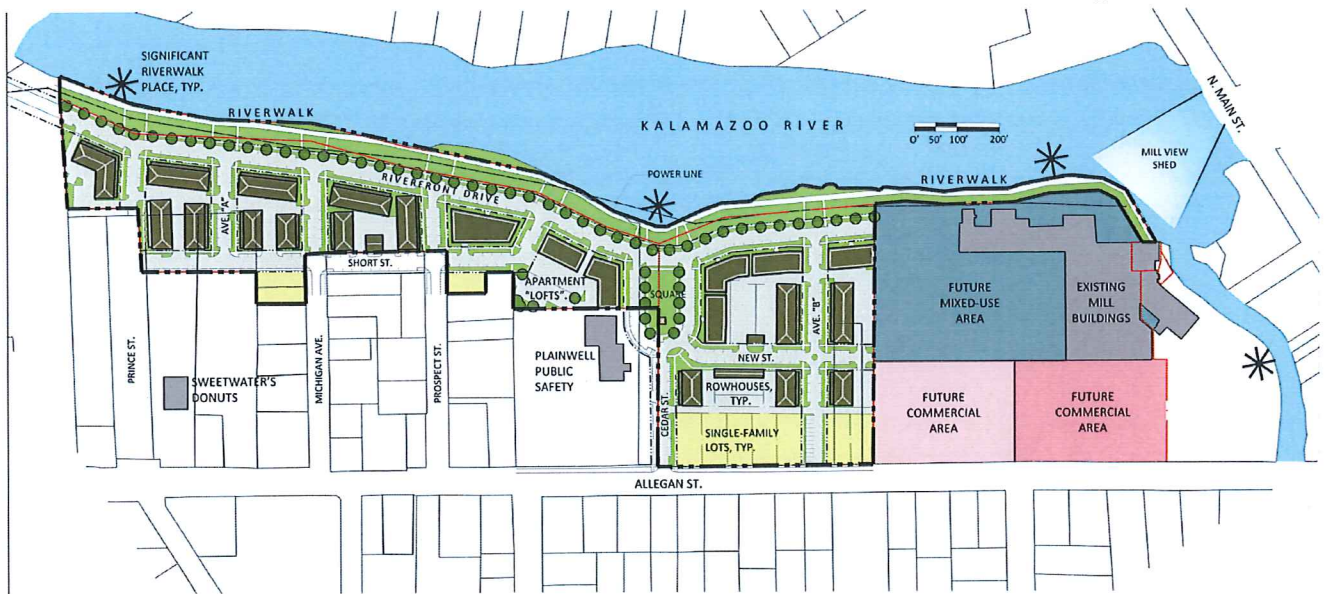 SIGNIFICANT
RIVERWALK
PLACE, TYP.
RIVERWALK
KALAMAZOO RIVER
0' 50' 100' 200'
N. MAIN ST.
MILL VIEW
SHED
POWER LINE
RIVERWALK
RIVERFRONT DRIVE
AVE. "A"
SHORT ST.
APARTMENT
"LOFTS".
SQUARE
AVE. "B"
FUTURE
MIXED-USE
AREA
EXISTING
MILL
BUILDINGS
PRINCE ST.
SWEETWATER'S
DONUTS
MICHIGAN AVE.
PROSPECT ST.
PLAINWELL
PUBLIC
SAFETY
NEW ST.
CEDAR ST.
ROWHOUSES,
TYP.
SINGLE-FAMILY
LOTS, TYP.
FUTURE
COMMERCIAL
AREA
FUTURE
COMMERCIAL
AREA
ALLEGAN ST.